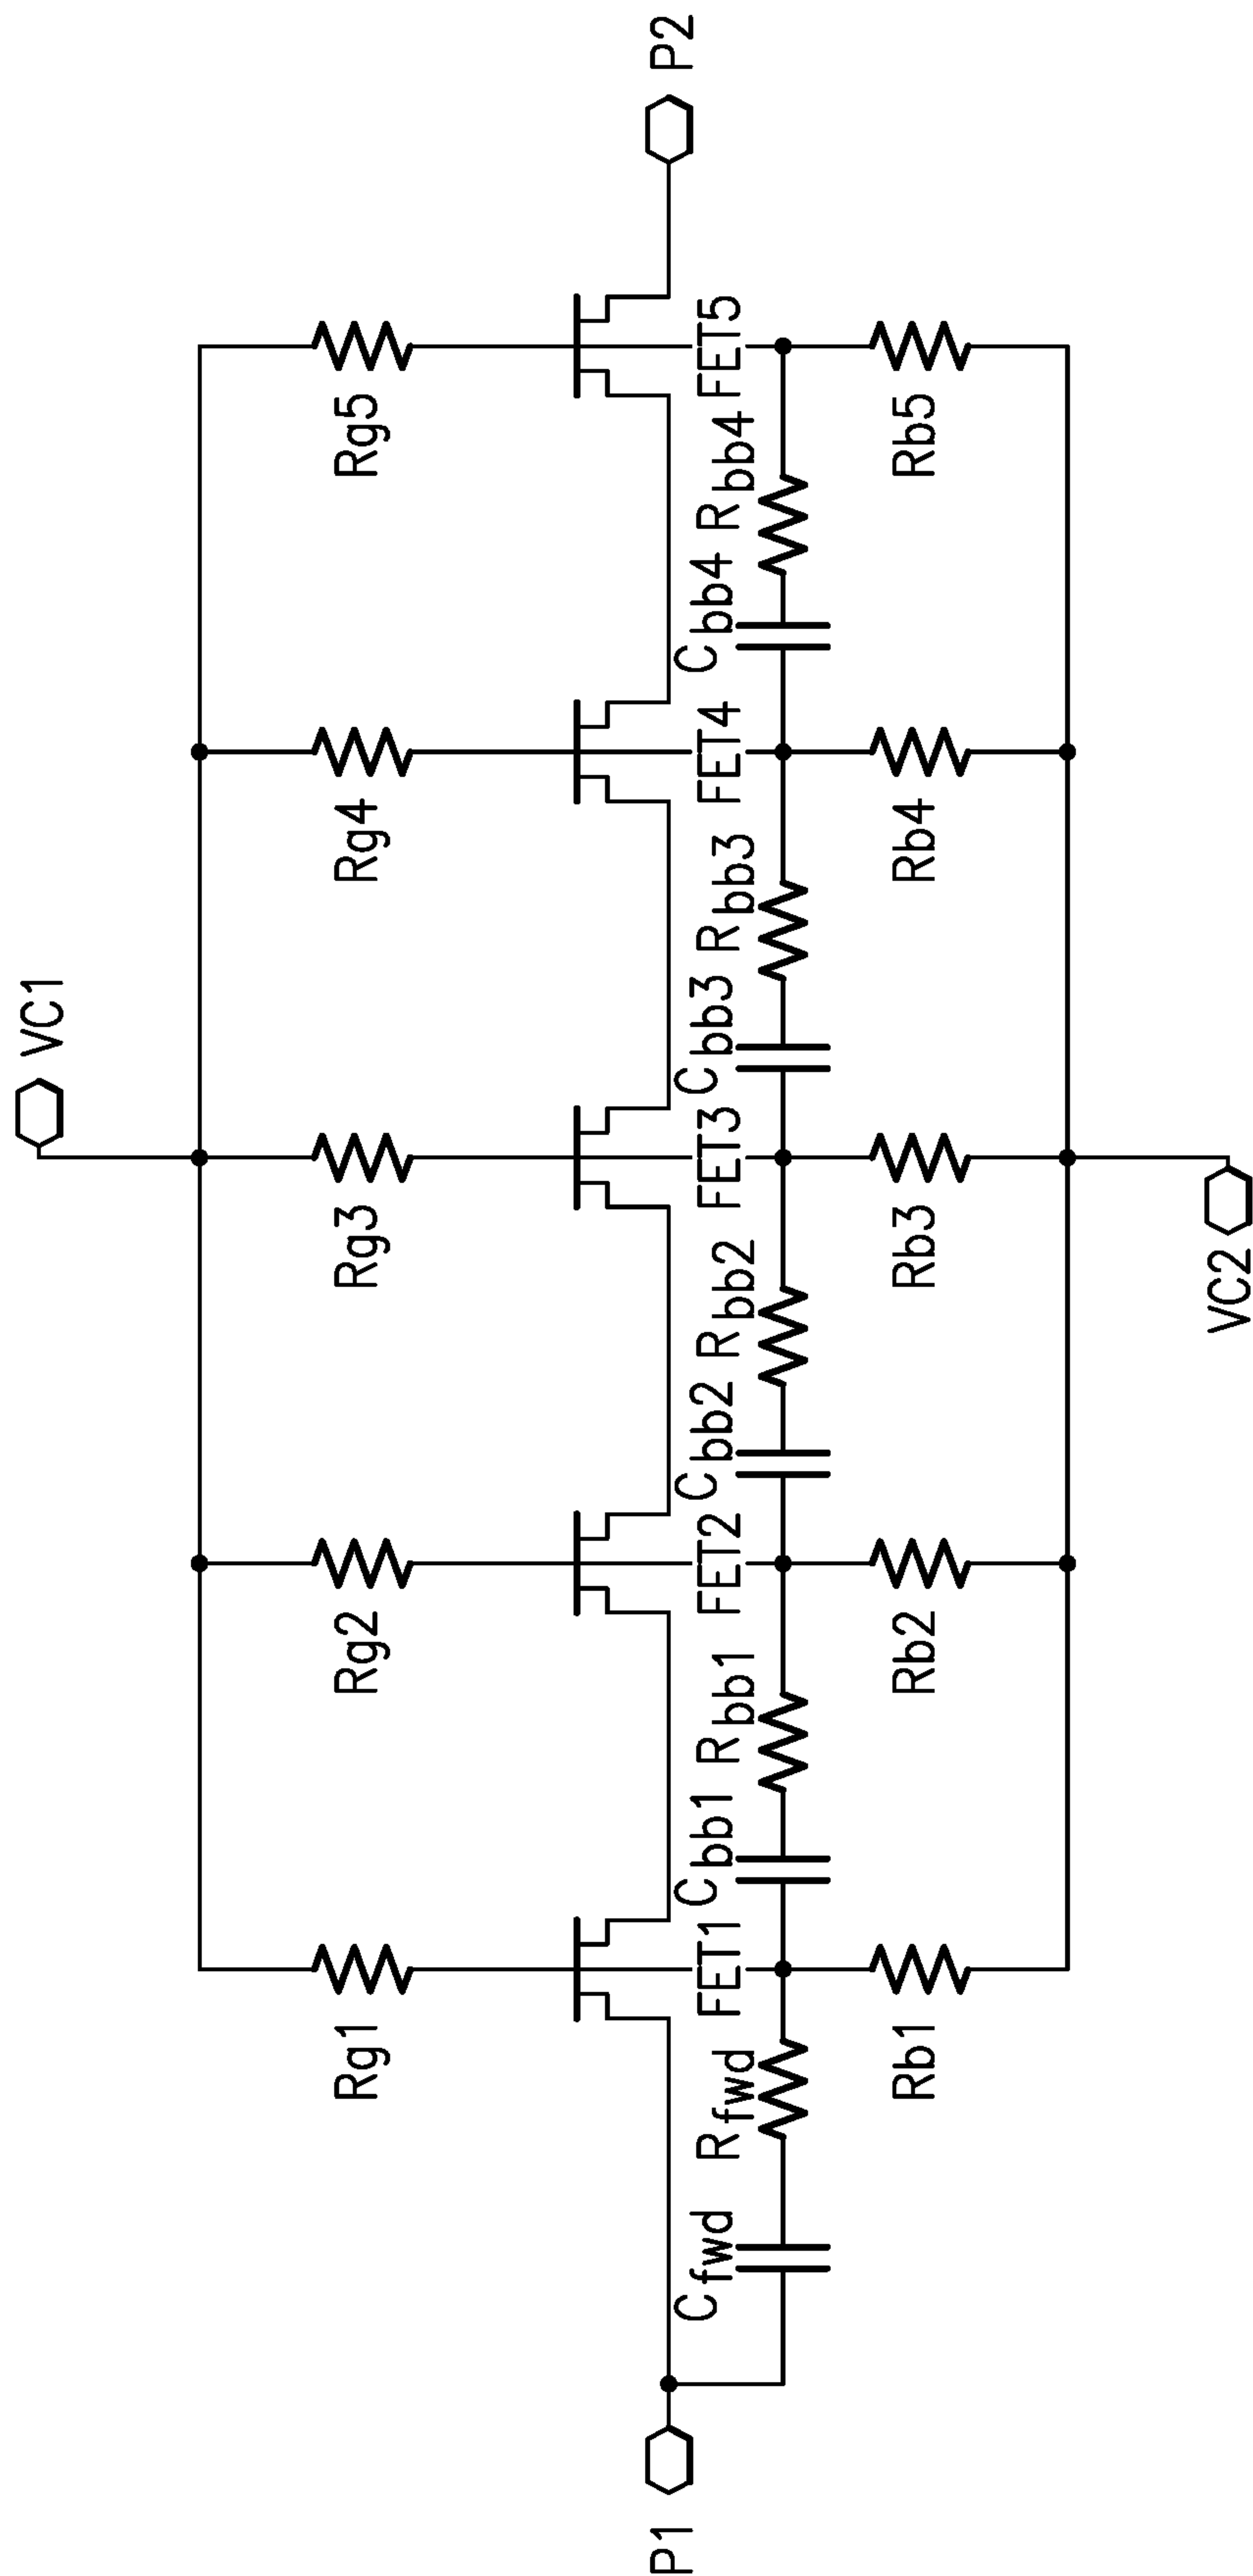 VC1
Rg1
Rg2
Rg3
Rg4
Rg5
P1
P2
FET1
FET2
FET3
FET4
FET5
Cfwd
Rfwd
Cbb1
Rbb1
Cbb2
Rbb2
Cbb3
Rbb3
Cbb4
Rbb4
Rb1
Rb2
Rb3
Rb4
Rb5
VC2